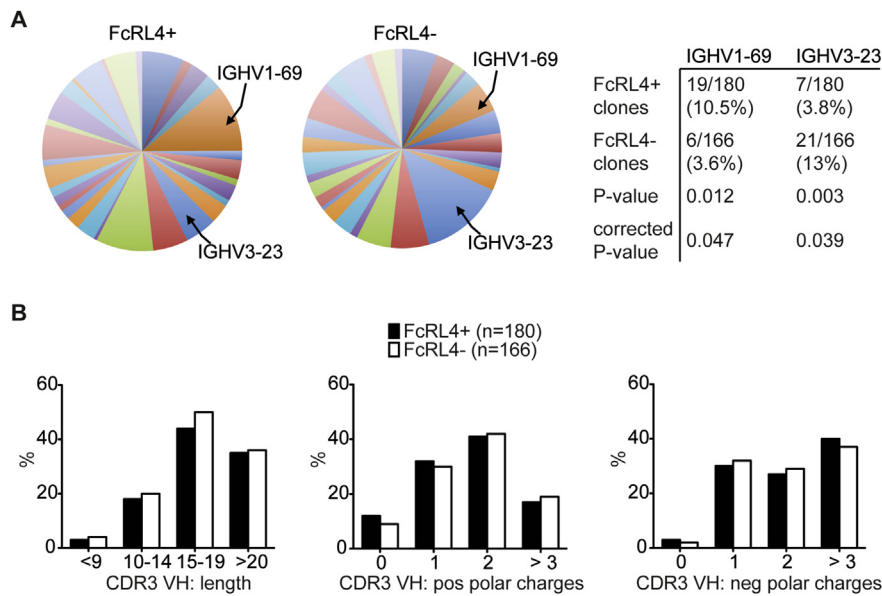 A
FcRL4+
FcRL4-
IGHV1-69
IGHV1-69
IGHV3-23
IGHV3-23
IGHV1-69 IGHV3-23
FcRL4+ clones 19/180 (10.5%) 7/180 (3.8%)
FcRL4- clones 6/166 (3.6%) 21/166 (13%)
P-value 0.012 0.003
corrected P-value 0.047 0.039
B
FcRL4+ (n=180)
FcRL4- (n=166)
60
40
20
0
%
<9 10-14 15-19 >20
CDR3 VH: length
60
40
20
0
%
0 1 2 > 3
CDR3 VH: pos polar charges
60
40
20
0
%
0 1 2 > 3
CDR3 VH: neg polar charges